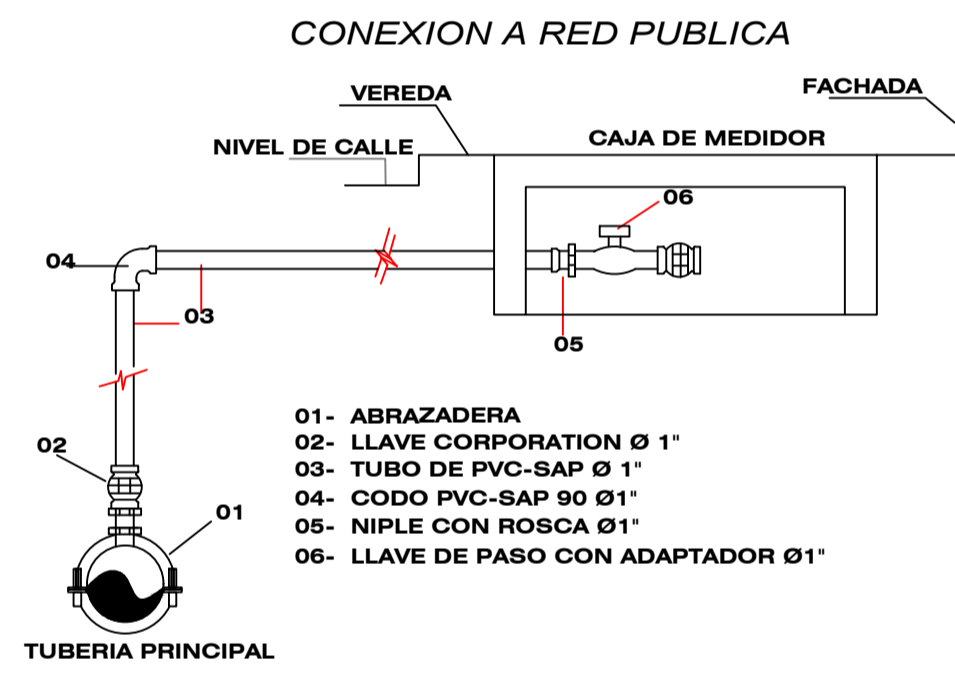 CONEXION A RED PUBLICA
VEREDA
FACHADA
NIVEL DE CALLE
CAJA DE MEDIDOR
06
04
03
05
02
01
01- ABRAZADERA
02- LLAVE CORPORATION Ø 1"
03- TUBO DE PVC-SAP Ø 1"
04- CODO PVC-SAP 90 Ø1"
05- NIPLE CON ROSCA Ø1"
06- LLAVE DE PASO CON ADAPTADOR Ø1"
TUBERIA PRINCIPAL